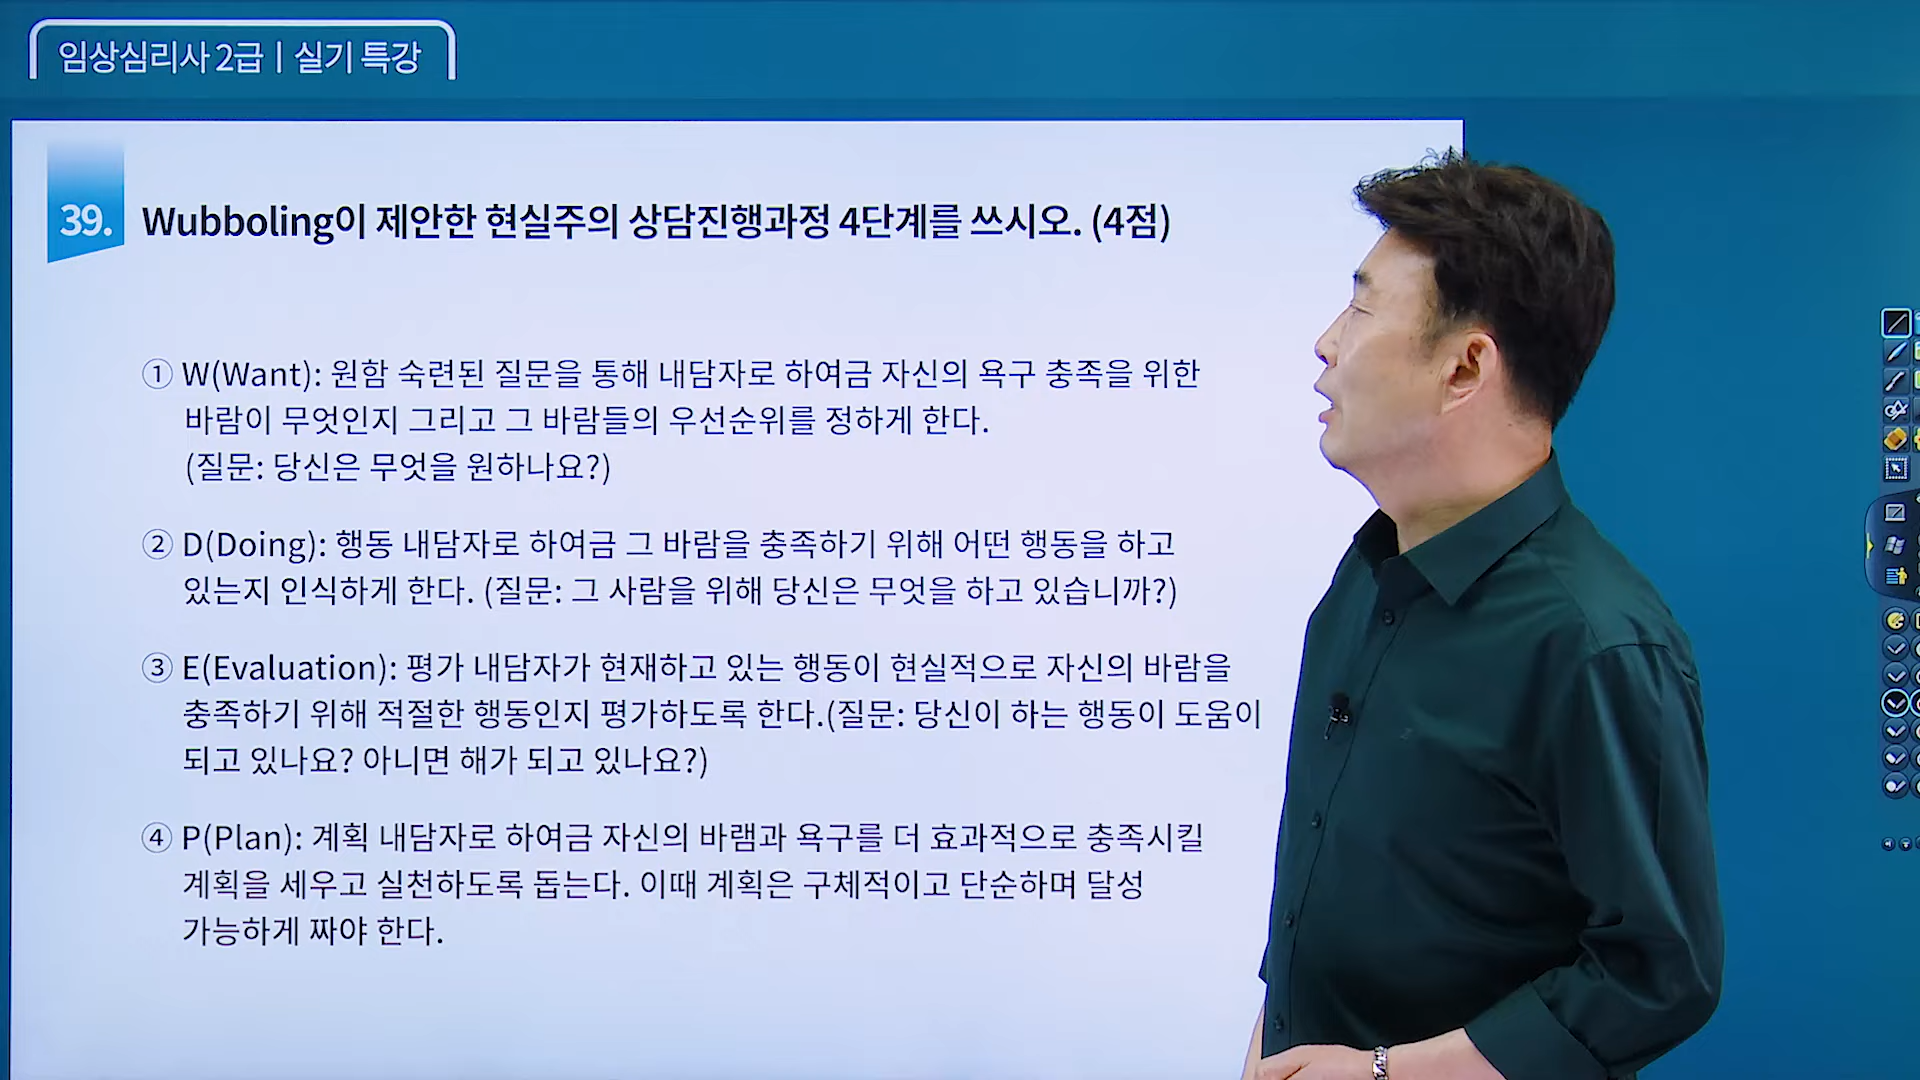 임상심리사 2급 | 실기 특강
39.
Wubboling이 제안한 현실주의 상담진행과정 4단계를 쓰시오. (4점)
① W(Want): 원함 숙련된 질문을 통해 내담자로 하여금 자신의 욕구 충족을 위한
바람이 무엇인지 그리고 그 바람들의 우선순위를 정하게 한다.
(질문: 당신은 무엇을 원하나요?)
② D(Doing): 행동 내담자로 하여금 그 바람을 충족하기 위해 어떤 행동을 하고
있는지 인식하게 한다. (질문: 그 사람을 위해 당신은 무엇을 하고 있습니까?)
③ E(Evaluation): 평가 내담자가 현재하고 있는 행동이 현실적으로 자신의 바람을
충족하기 위해 적절한 행동인지 평가하도록 한다.(질문: 당신이 하는 행동이 도움이
되고 있나요? 아니면 해가 되고 있나요?)
④ P(Plan): 계획 내담자로 하여금 자신의 바램과 욕구를 더 효과적으로 충족시킬
계획을 세우고 실천하도록 돕는다. 이때 계획은 구체적이고 단순하며 달성
가능하게 짜야 한다.